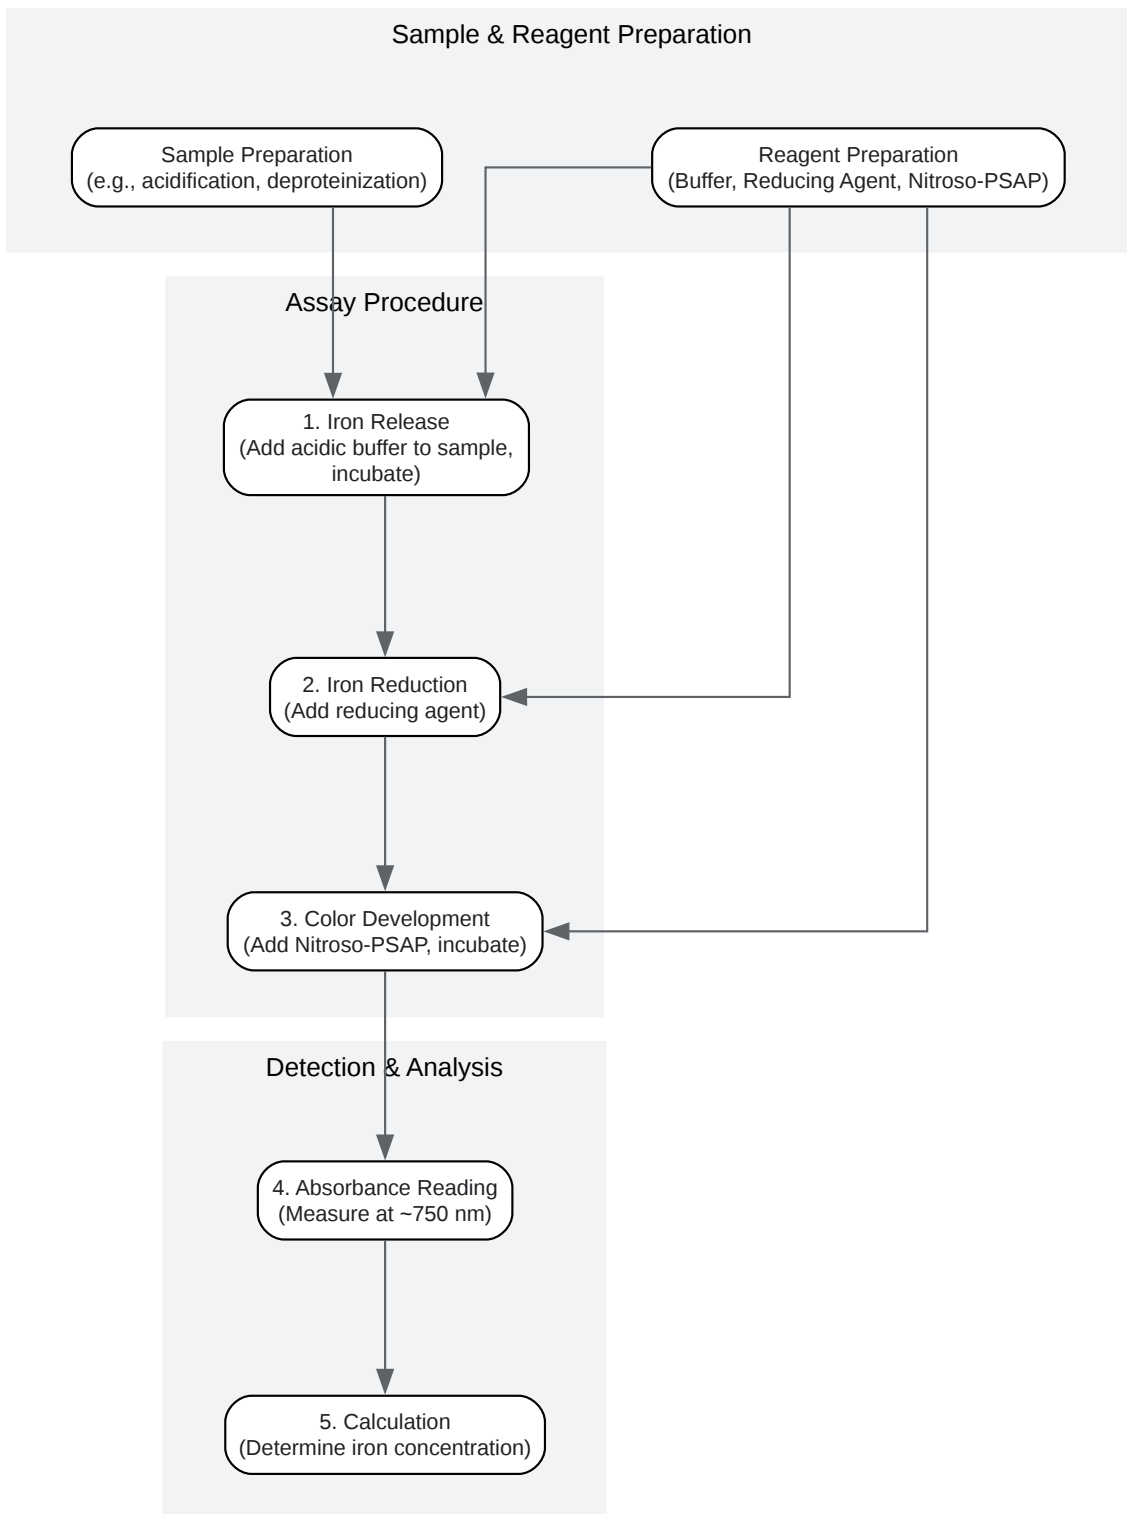 Sample & Reagent Preparation
Sample Preparation
(e.g., acidification, deproteinization)
Reagent Preparation
(Buffer, Reducing Agent, Nitroso-PSAP)
Assay Procedure
1. Iron Release
(Add acidic buffer to sample,
incubate)
2. Iron Reduction
(Add reducing agent)
3. Color Development
(Add Nitroso-PSAP, incubate)
Detection & Analysis
4. Absorbance Reading
(Measure at ~750 nm)
5. Calculation
(Determine iron concentration)